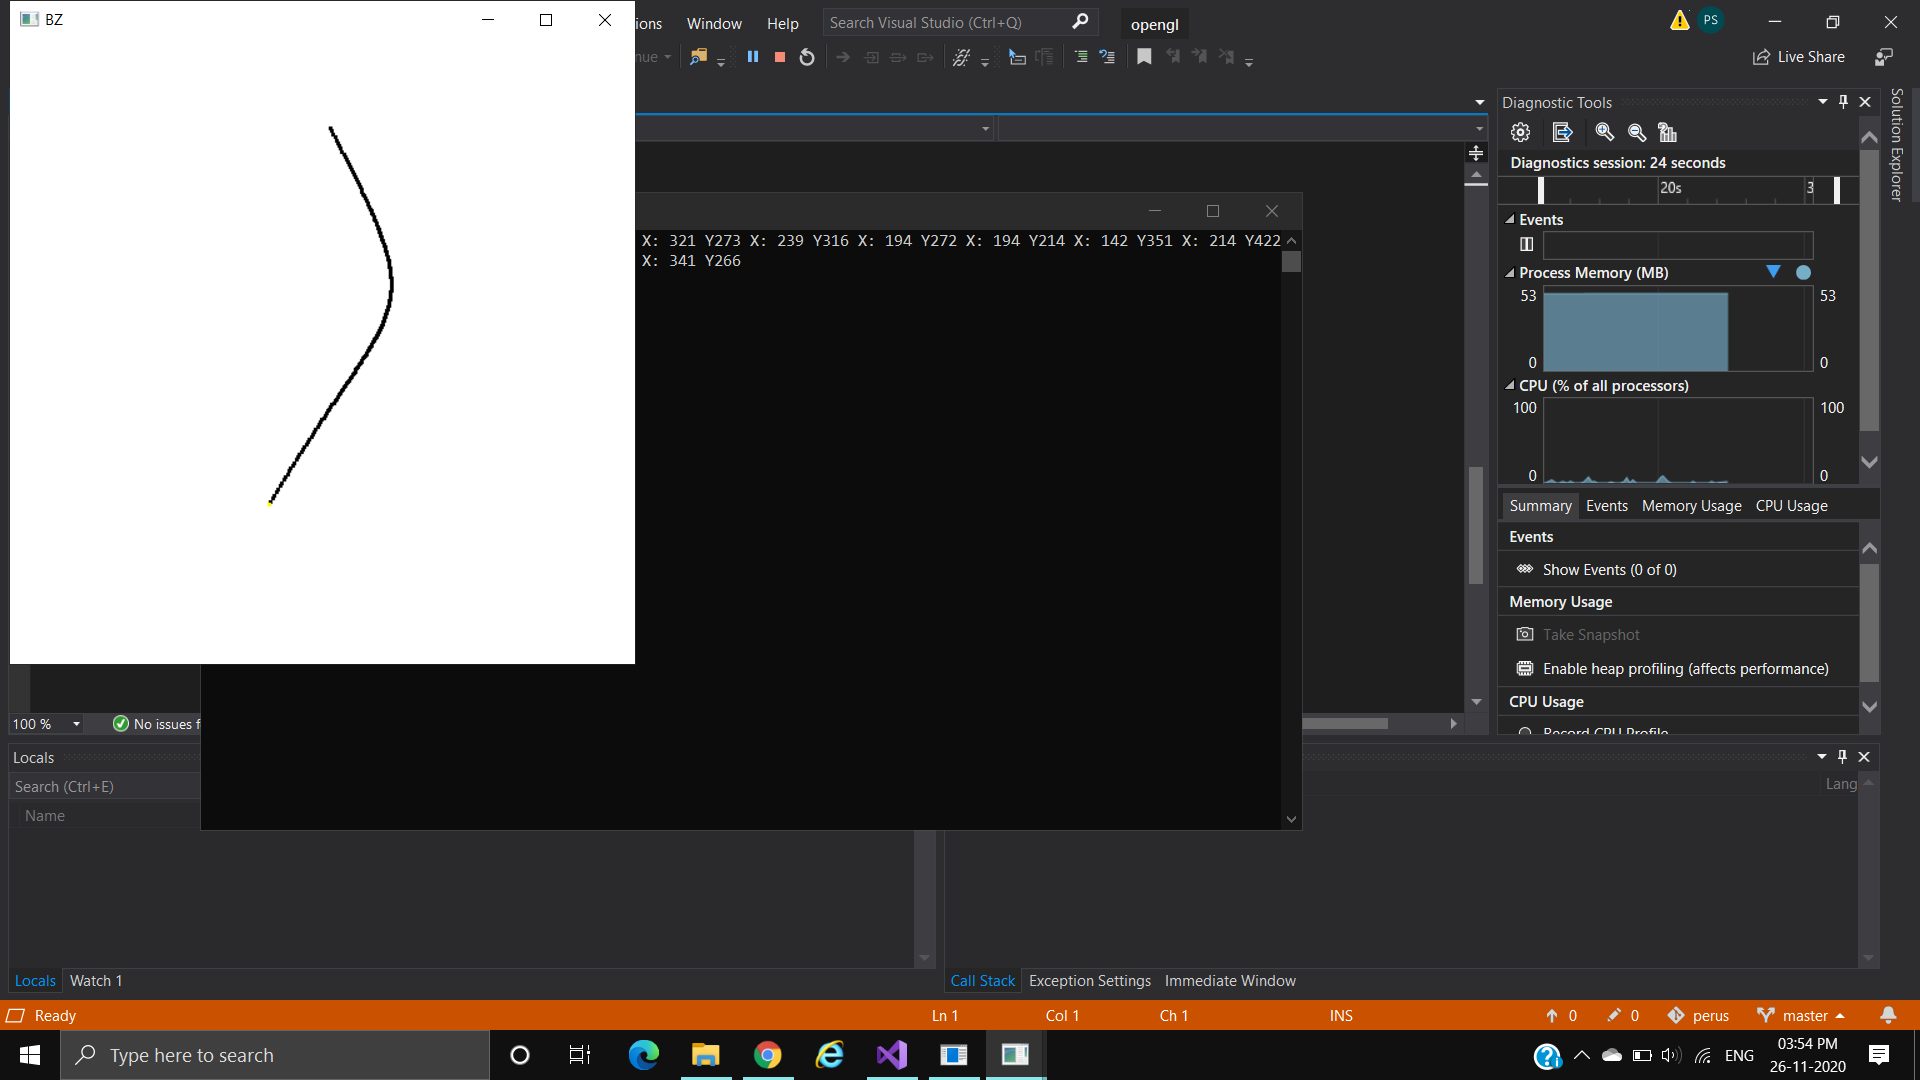 BZ
ions Window Help Search Visual Studio (Ctrl+Q) opengl PS
nue Live Share
Solution Explorer
Diagnostic Tools
Diagnostics session: 24 seconds
20s 3
Events
Process Memory (MB)
53 53
0 0
CPU (% of all processors)
100 100
0 0
Summary Events Memory Usage CPU Usage
Events
Show Events (0 of 0)
Memory Usage
Take Snapshot
Enable heap profiling (affects performance)
CPU Usage
Record CPU Profile
X: 321 Y273 X: 239 Y316 X: 194 Y272 X: 194 Y214 X: 142 Y351 X: 214 Y422
X: 341 Y266
100 % No issues f
Locals
Search (Ctrl+E)
Name
Lang
Locals Watch 1
Call Stack Exception Settings Immediate Window
Ready Ln 1 Col 1 Ch 1 INS 0 0 perus master
Type here to search ENG 03:54 PM
26-11-2020